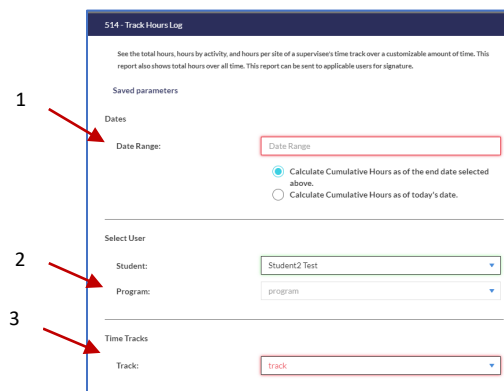 514 - Track Hours Log
See the total hours, hours by activity, and hours per site of a supervisee's time track over a customizable amount of time. This
report also shows total hours over all time. This report can be sent to applicable users for signature.
Saved parameters
1
Dates
Date Range:
Date Range
Calculate Cumulative Hours as of the end date selected
above.
Calculate Cumulative Hours as of today's date.
Select User
2
Student:
Student2 Test
Program:
program
3
Time Tracks
Track:
track